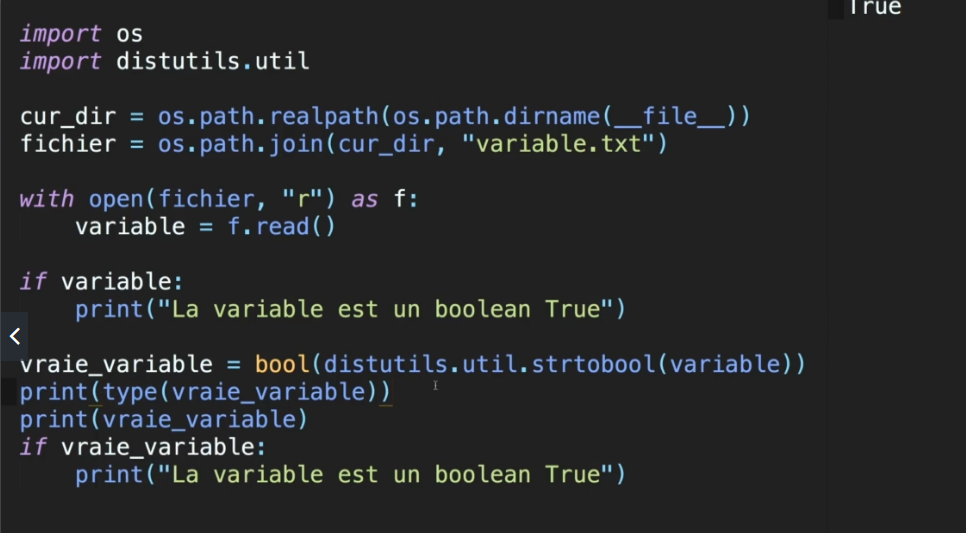 True
import os
import distutils.util
cur_dir = os.path.realpath(os.path.dirname(__file__))
fichier = os.path.join(cur_dir, "variable.txt")
with open(fichier, "r") as f:
    variable = f.read()
if variable:
    print("La variable est un boolean True")
vraie_variable = bool(distutils.util.strtobool(variable))
print(type(vraie_variable))
print(vraie_variable)
if vraie_variable:
    print("La variable est un boolean True")